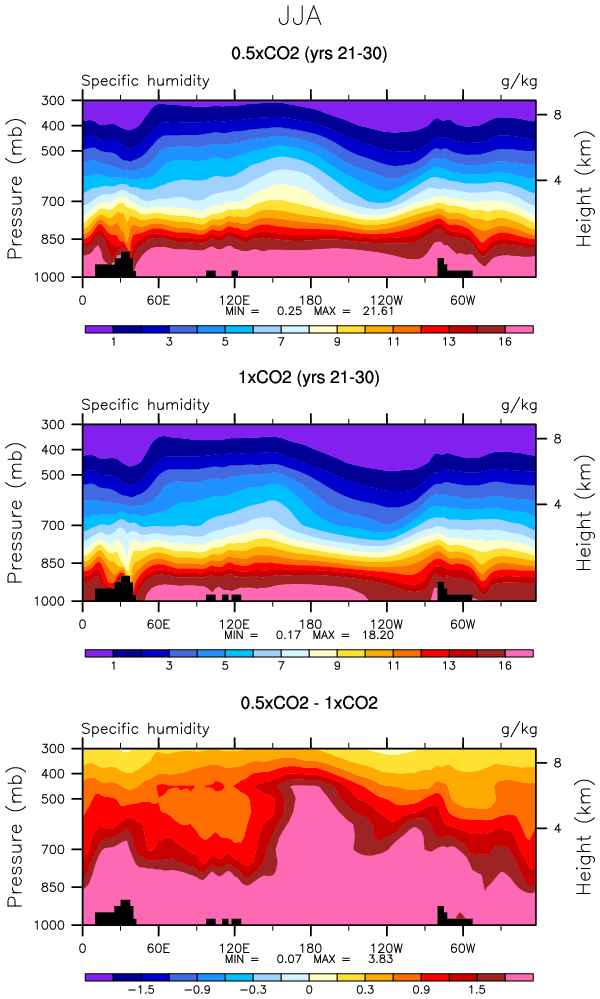 JJA
0.5xCO2 (yrs 21-30)
Specific humidity g/kg
300
400
500
700
850
1000
Pressure (mb)
8
4
Height (km)
0 60E 120E 180 120W 60W
MIN = 0.25 MAX = 21.61
1 3 5 7 9 11 13 16
1xCO2 (yrs 21-30)
Specific humidity g/kg
300
400
500
700
850
1000
Pressure (mb)
8
4
Height (km)
0 60E 120E 180 120W 60W
MIN = 0.17 MAX = 18.20
1 3 5 7 9 11 13 16
0.5xCO2 - 1xCO2
Specific humidity g/kg
300
400
500
700
850
1000
Pressure (mb)
8
4
Height (km)
0 60E 120E 180 120W 60W
MIN = 0.07 MAX = 3.83
−1.5 −0.9 −0.3 0 0.3 0.9 1.5